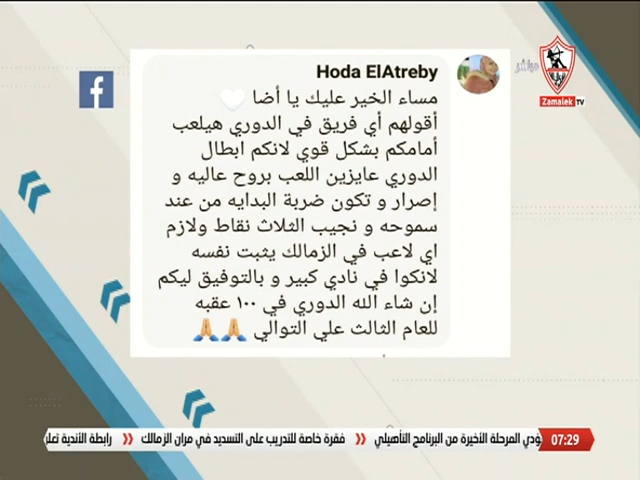 مباشر
Zamalek TV
Hoda ElAtreby
مساء الخير عليك يا أضا 🤍
أقولهم أي فريق في الدوري هيلعب
أمامكم بشكل قوي لانكم ابطال
الدوري عايزين اللعب بروح عاليه و
إصرار و تكون ضربة البدايه من عند
سموحه و نجيب الثلاث نقاط ولازم
اي لاعب في الزمالك يثبت نفسه
لانكوا في نادي كبير و بالتوفيق ليكم
إن شاء الله الدوري في ١٠٠ عقبه
للعام الثالث علي التوالي 🙏🙏
07:29 يؤدي المرحلة الأخيرة من البرنامج التأهيلي » فقرة خاصة للتدريب على التسديد في مران الزمالك » رابطة الأندية